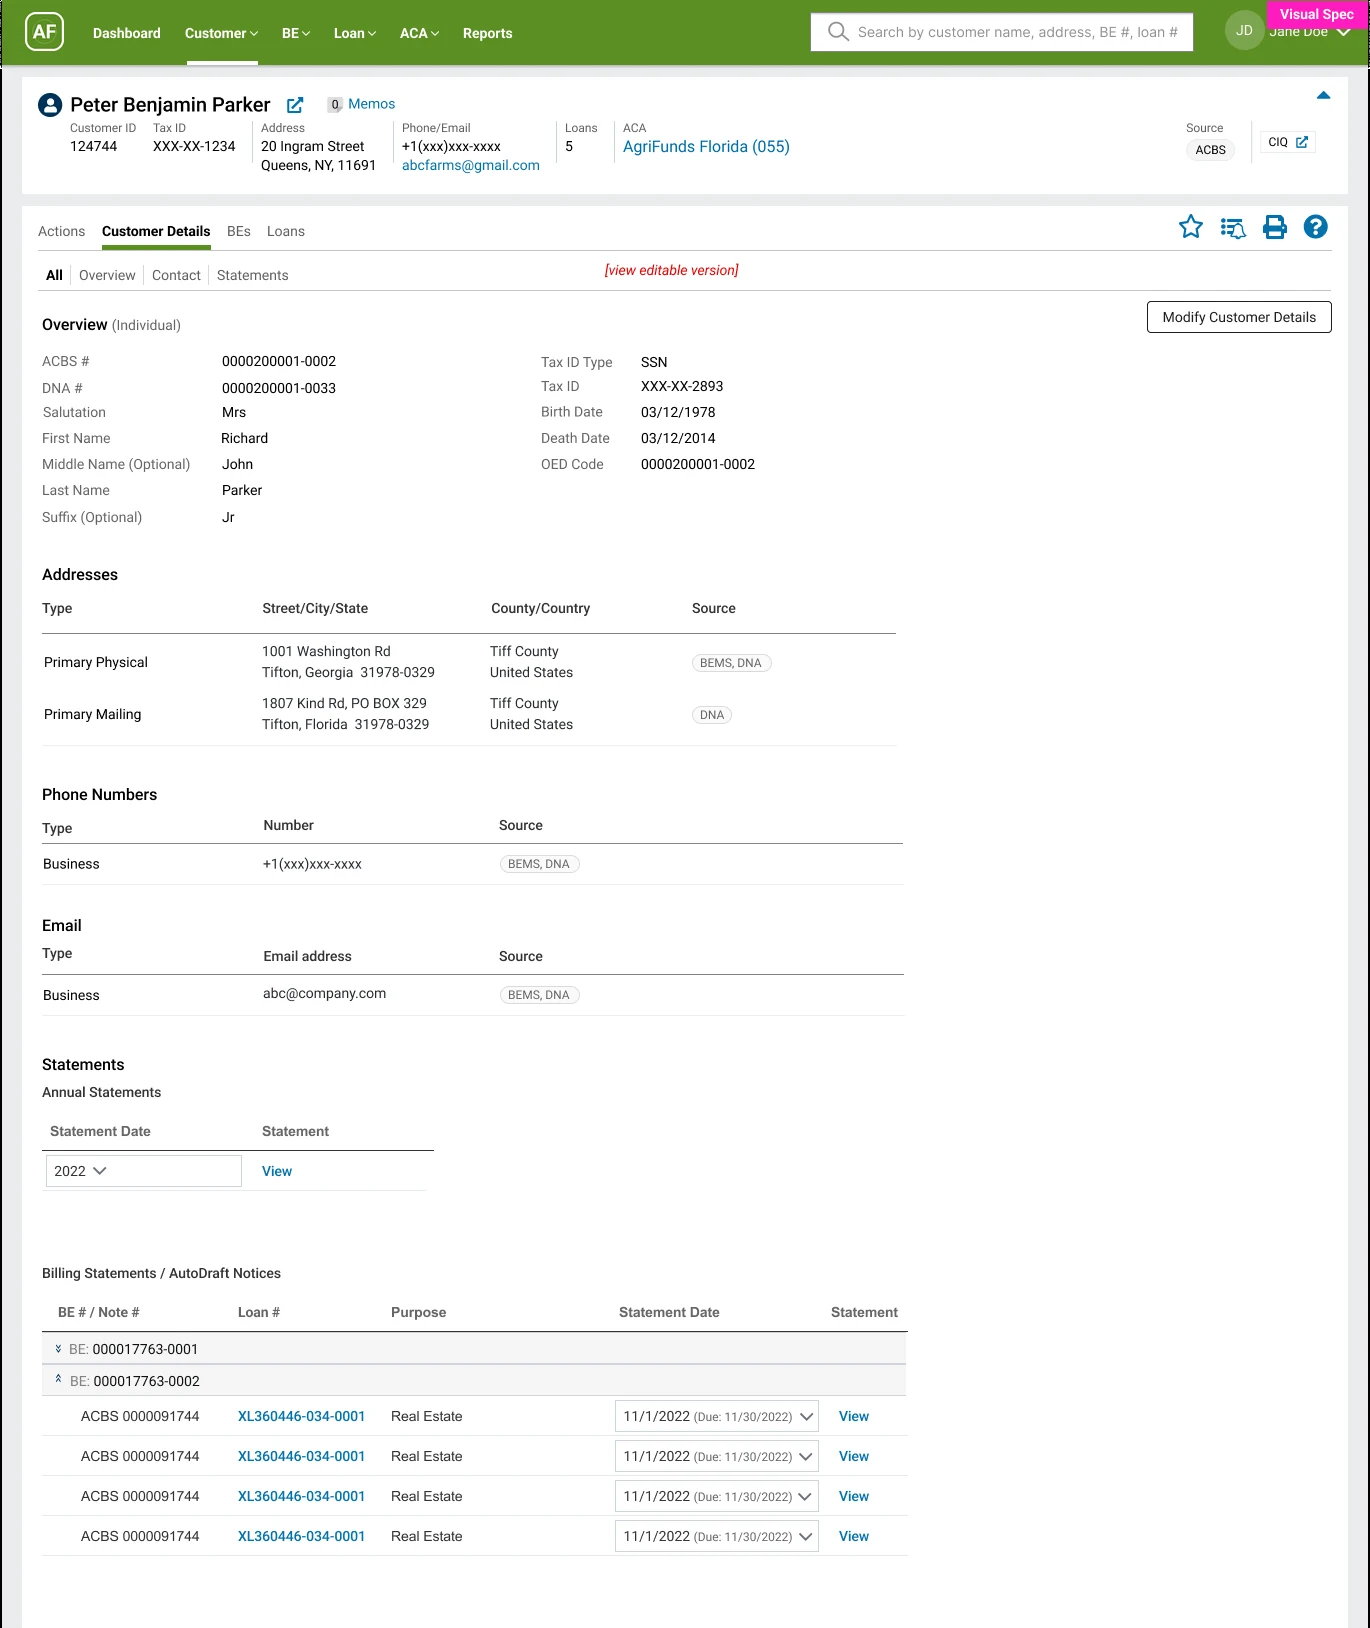 AF Dashboard Customer BE Loan ACA Reports Search by customer name, address, BE #, loan # JD Jane Doe
Visual Spec
Peter Benjamin Parker 0 Memos
Customer ID Tax ID Address Phone/Email Loans ACA Source
124744 XXX-XX-1234 20 Ingram Street +1(xxx)xxx-xxxx 5 AgriFunds Florida (055) ACBS CIQ
Queens, NY, 11691 abcfarms@gmail.com
Actions Customer Details BEs Loans
All Overview Contact Statements [view editable version]
Overview (Individual) Modify Customer Details
ACBS # 0000200001-0002 Tax ID Type SSN
DNA # 0000200001-0033 Tax ID XXX-XX-2893
Salutation Mrs Birth Date 03/12/1978
First Name Richard Death Date 03/12/2014
Middle Name (Optional) John OED Code 0000200001-0002
Last Name Parker
Suffix (Optional) Jr
Addresses
Type Street/City/State County/Country Source
Primary Physical 1001 Washington Rd Tiff County BEMS, DNA
Tifton, Georgia 31978-0329 United States
Primary Mailing 1807 Kind Rd, PO BOX 329 Tiff County DNA
Tifton, Florida 31978-0329 United States
Phone Numbers
Type Number Source
Business +1(xxx)xxx-xxxx BEMS, DNA
Email
Type Email address Source
Business abc@company.com BEMS, DNA
Statements
Annual Statements
Statement Date Statement
2022 View
Billing Statements / AutoDraft Notices
BE # / Note # Loan # Purpose Statement Date Statement
BE: 000017763-0001
BE: 000017763-0002
ACBS 0000091744 XL360446-034-0001 Real Estate 11/1/2022 (Due: 11/30/2022) View
ACBS 0000091744 XL360446-034-0001 Real Estate 11/1/2022 (Due: 11/30/2022) View
ACBS 0000091744 XL360446-034-0001 Real Estate 11/1/2022 (Due: 11/30/2022) View
ACBS 0000091744 XL360446-034-0001 Real Estate 11/1/2022 (Due: 11/30/2022) View